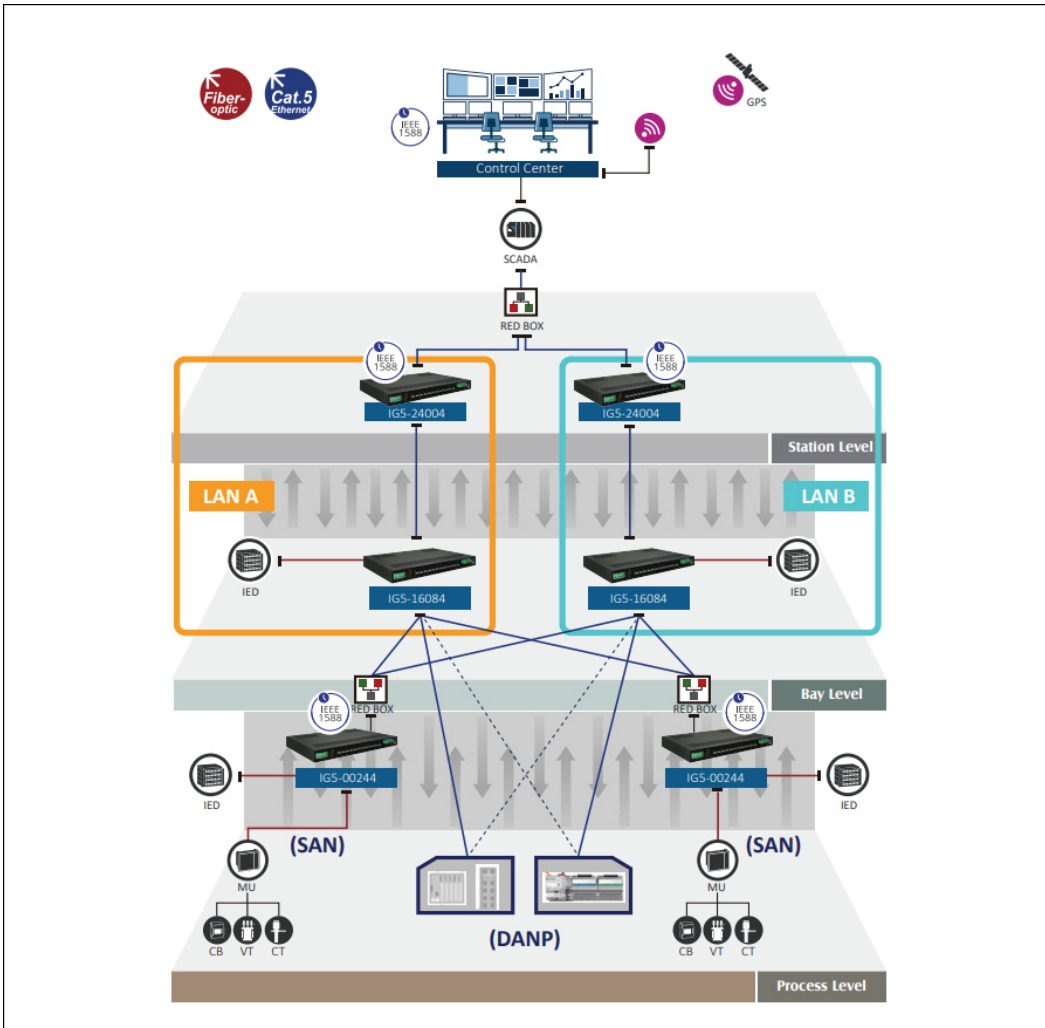 Fiber-
optic
Cat.5
Ethernet
IEEE
1588
GPS
Control Center
SCADA
RED BOX
IEEE
1588
IEEE
1588
IG5-24004
IG5-24004
Station Level
LAN A
LAN B
IED
IED
IG5-16084
IG5-16084
RED BOX
RED BOX
Bay Level
IEEE
1588
IEEE
1588
IG5-00244
IG5-00244
IED
IED
(SAN)
(SAN)
MU
MU
(DANP)
CB
VT
CT
CB
VT
CT
Process Level